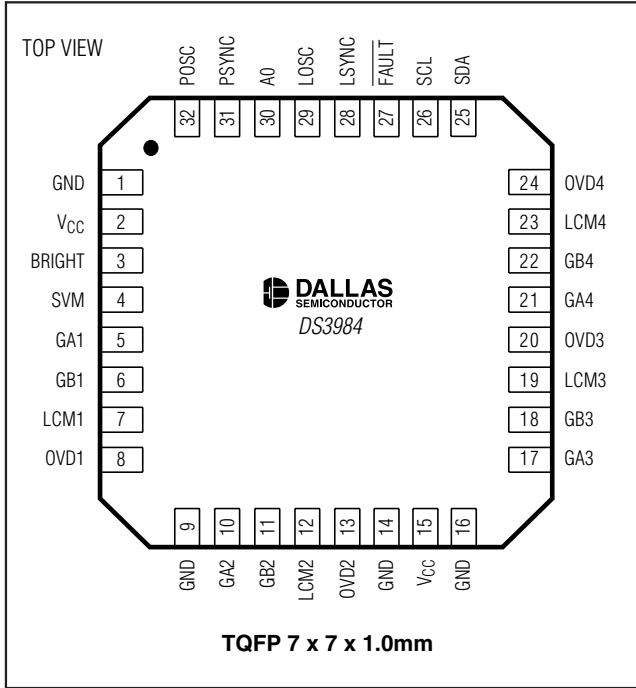 TOP VIEW
POSC
PSYNC
A0
LOSC
LSYNC
FAULT
SCL
SDA
32
31
30
29
28
27
26
25
GND 1
VCC 2
BRIGHT 3
SVM 4
GA1 5
GB1 6
LCM1 7
OVD1 8
24 OVD4
23 LCM4
22 GB4
21 GA4
20 OVD3
19 LCM3
18 GB3
17 GA3
DALLAS
SEMICONDUCTOR
DS3984
9
10
11
12
13
14
15
16
GND
GA2
GB2
LCM2
OVD2
GND
VCC
GND
TQFP 7 x 7 x 1.0mm